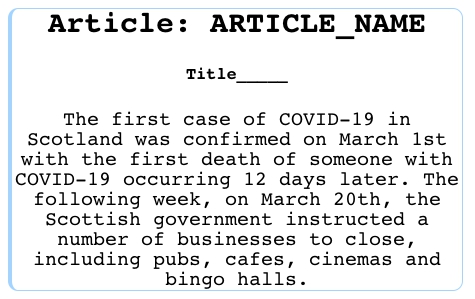 Article: ARTICLE_NAME
Title_____
The first case of COVID-19 in
Scotland was confirmed on March 1st
with the first death of someone with
COVID-19 occurring 12 days later. The
following week, on March 20th, the
Scottish government instructed a
number of businesses to close,
including pubs, cafes, cinemas and
bingo halls.